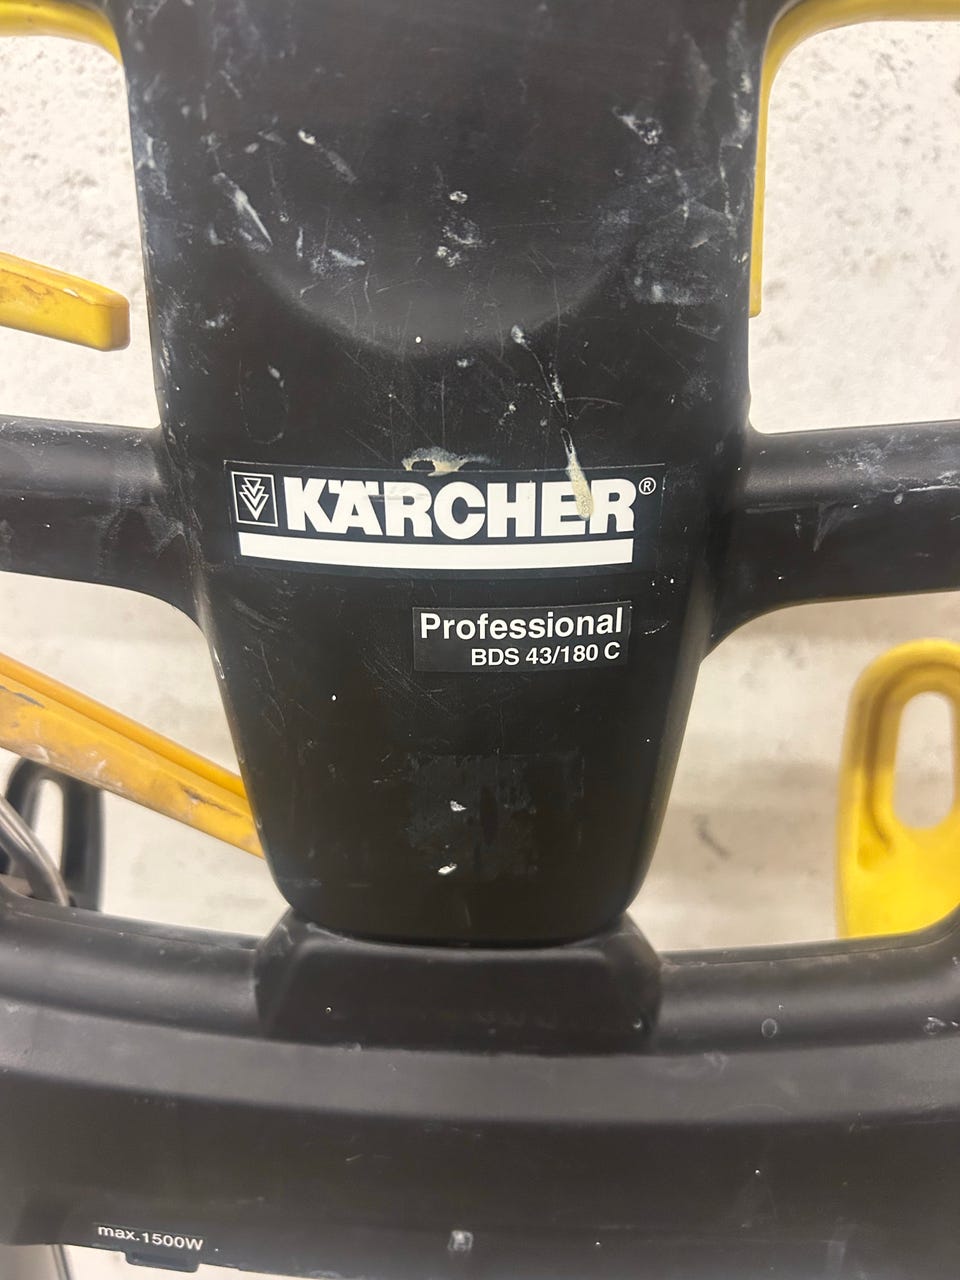 KÄRCHER®
Professional
BDS 43/180 C
max.1500W